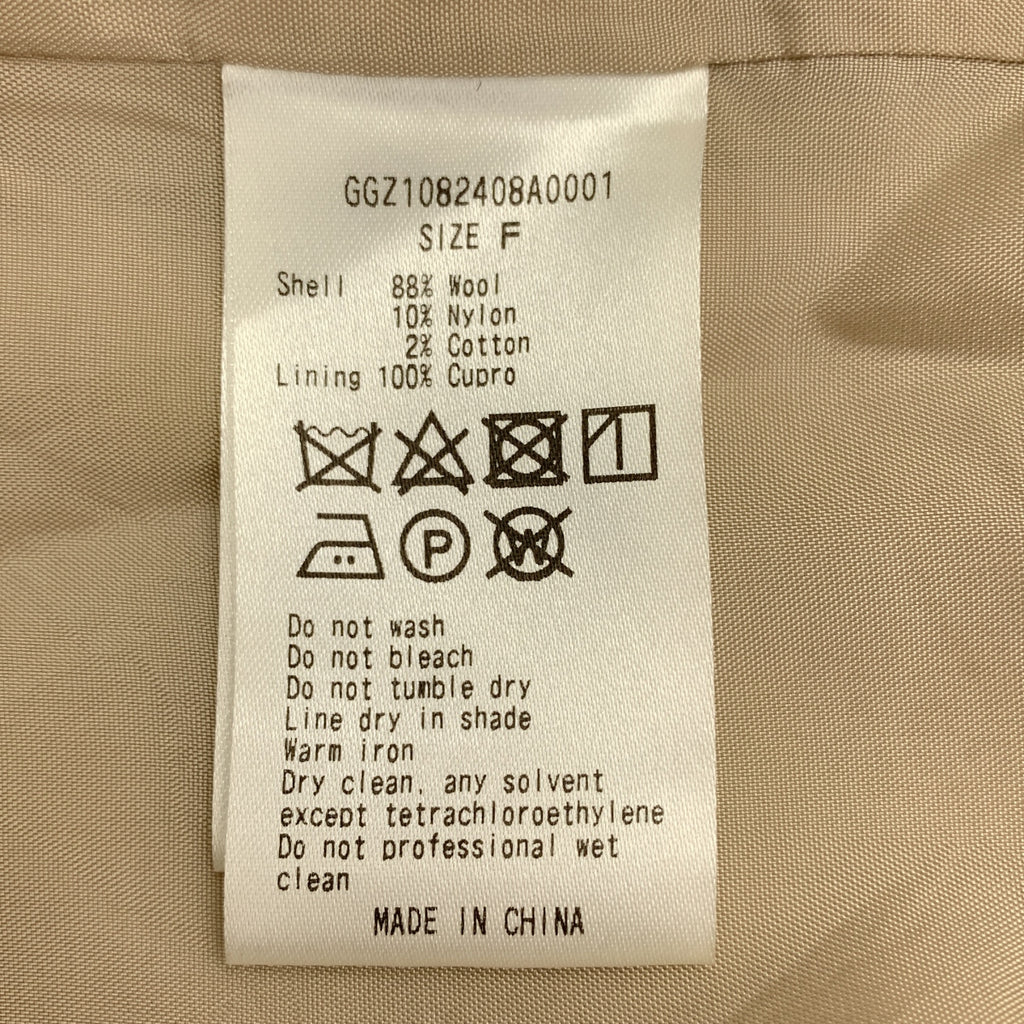 GGZ1082408A0001
SIZE F
Shell 88% Wool
10% Nylon
2% Cotton
Lining 100% Cupro
P W
Do not wash
Do not bleach
Do not tumble dry
Line dry in shade
Warm iron
Dry clean, any solvent
except tetrachloroethylene
Do not professional wet
clean
MADE IN CHINA